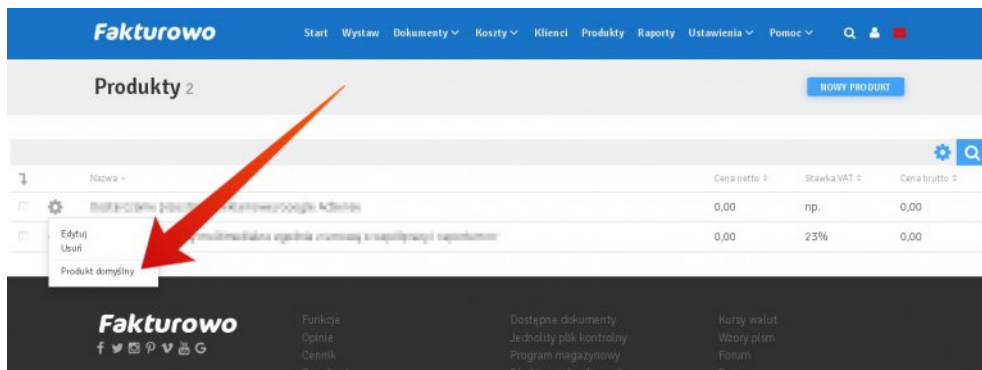 Fakturowo Start Wystaw Dokumenty Koszty Klienci Produkty Raporty Ustawienia Pomoc
Produkty 2
NOWY PRODUKT
Nazwa Cena netto Stawka VAT Cena brutto
0,00 np. 0,00
0,00 23% 0,00
Edytuj
Usuń
Produkt domyślny
Fakturowo
Funkcje Dostępne dokumenty Kursy walut
Opinie Jednolity plik kontrolny Wzory pism
Cennik Program magazynowy Forum